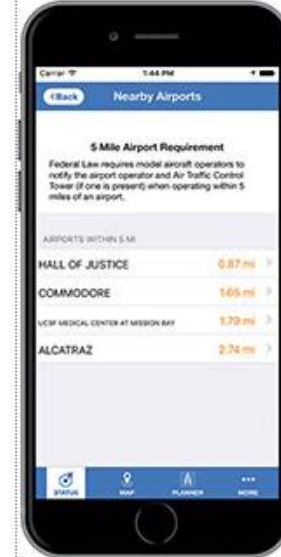 Carrier 1:44 PM
Back Nearby Airports
5 Mile Airport Requirement
Federal Law requires model aircraft operators to
notify the airport operator and Air Traffic Control
Tower (if one is present) when operating within 5
miles of an airport.
AIRPORTS WITHIN 5 MI
HALL OF JUSTICE 0.87 mi
COMMODORE 1.65 mi
UCSF MEDICAL CENTER AT MISSION BAY 1.79 mi
ALCATRAZ 2.74 mi
STATUS MAP PLANNER MORE